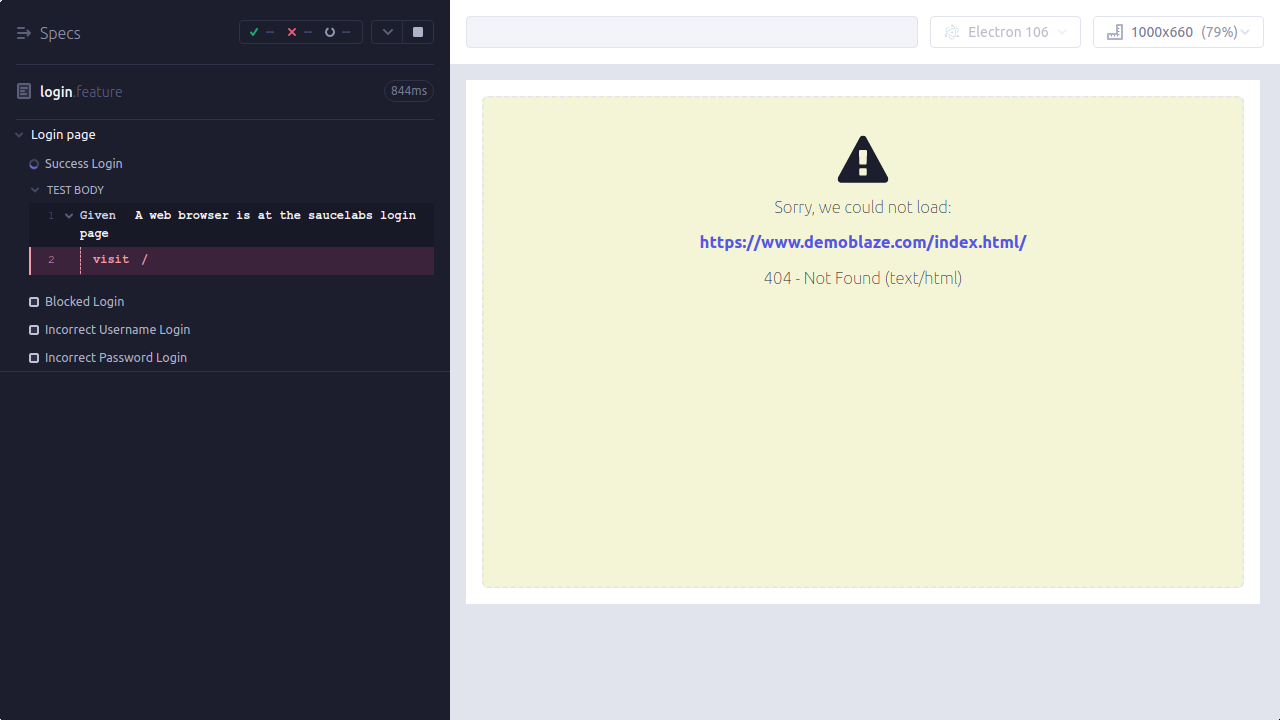 Specs
-- -- --
login.feature
844ms
Login page
Success Login
TEST BODY
1 Given A web browser is at the saucelabs login
page
2 visit /
Blocked Login
Incorrect Username Login
Incorrect Password Login
Electron 106
1000x660 (79%)
Sorry, we could not load:
https://www.demoblaze.com/index.html/
404 - Not Found (text/html)